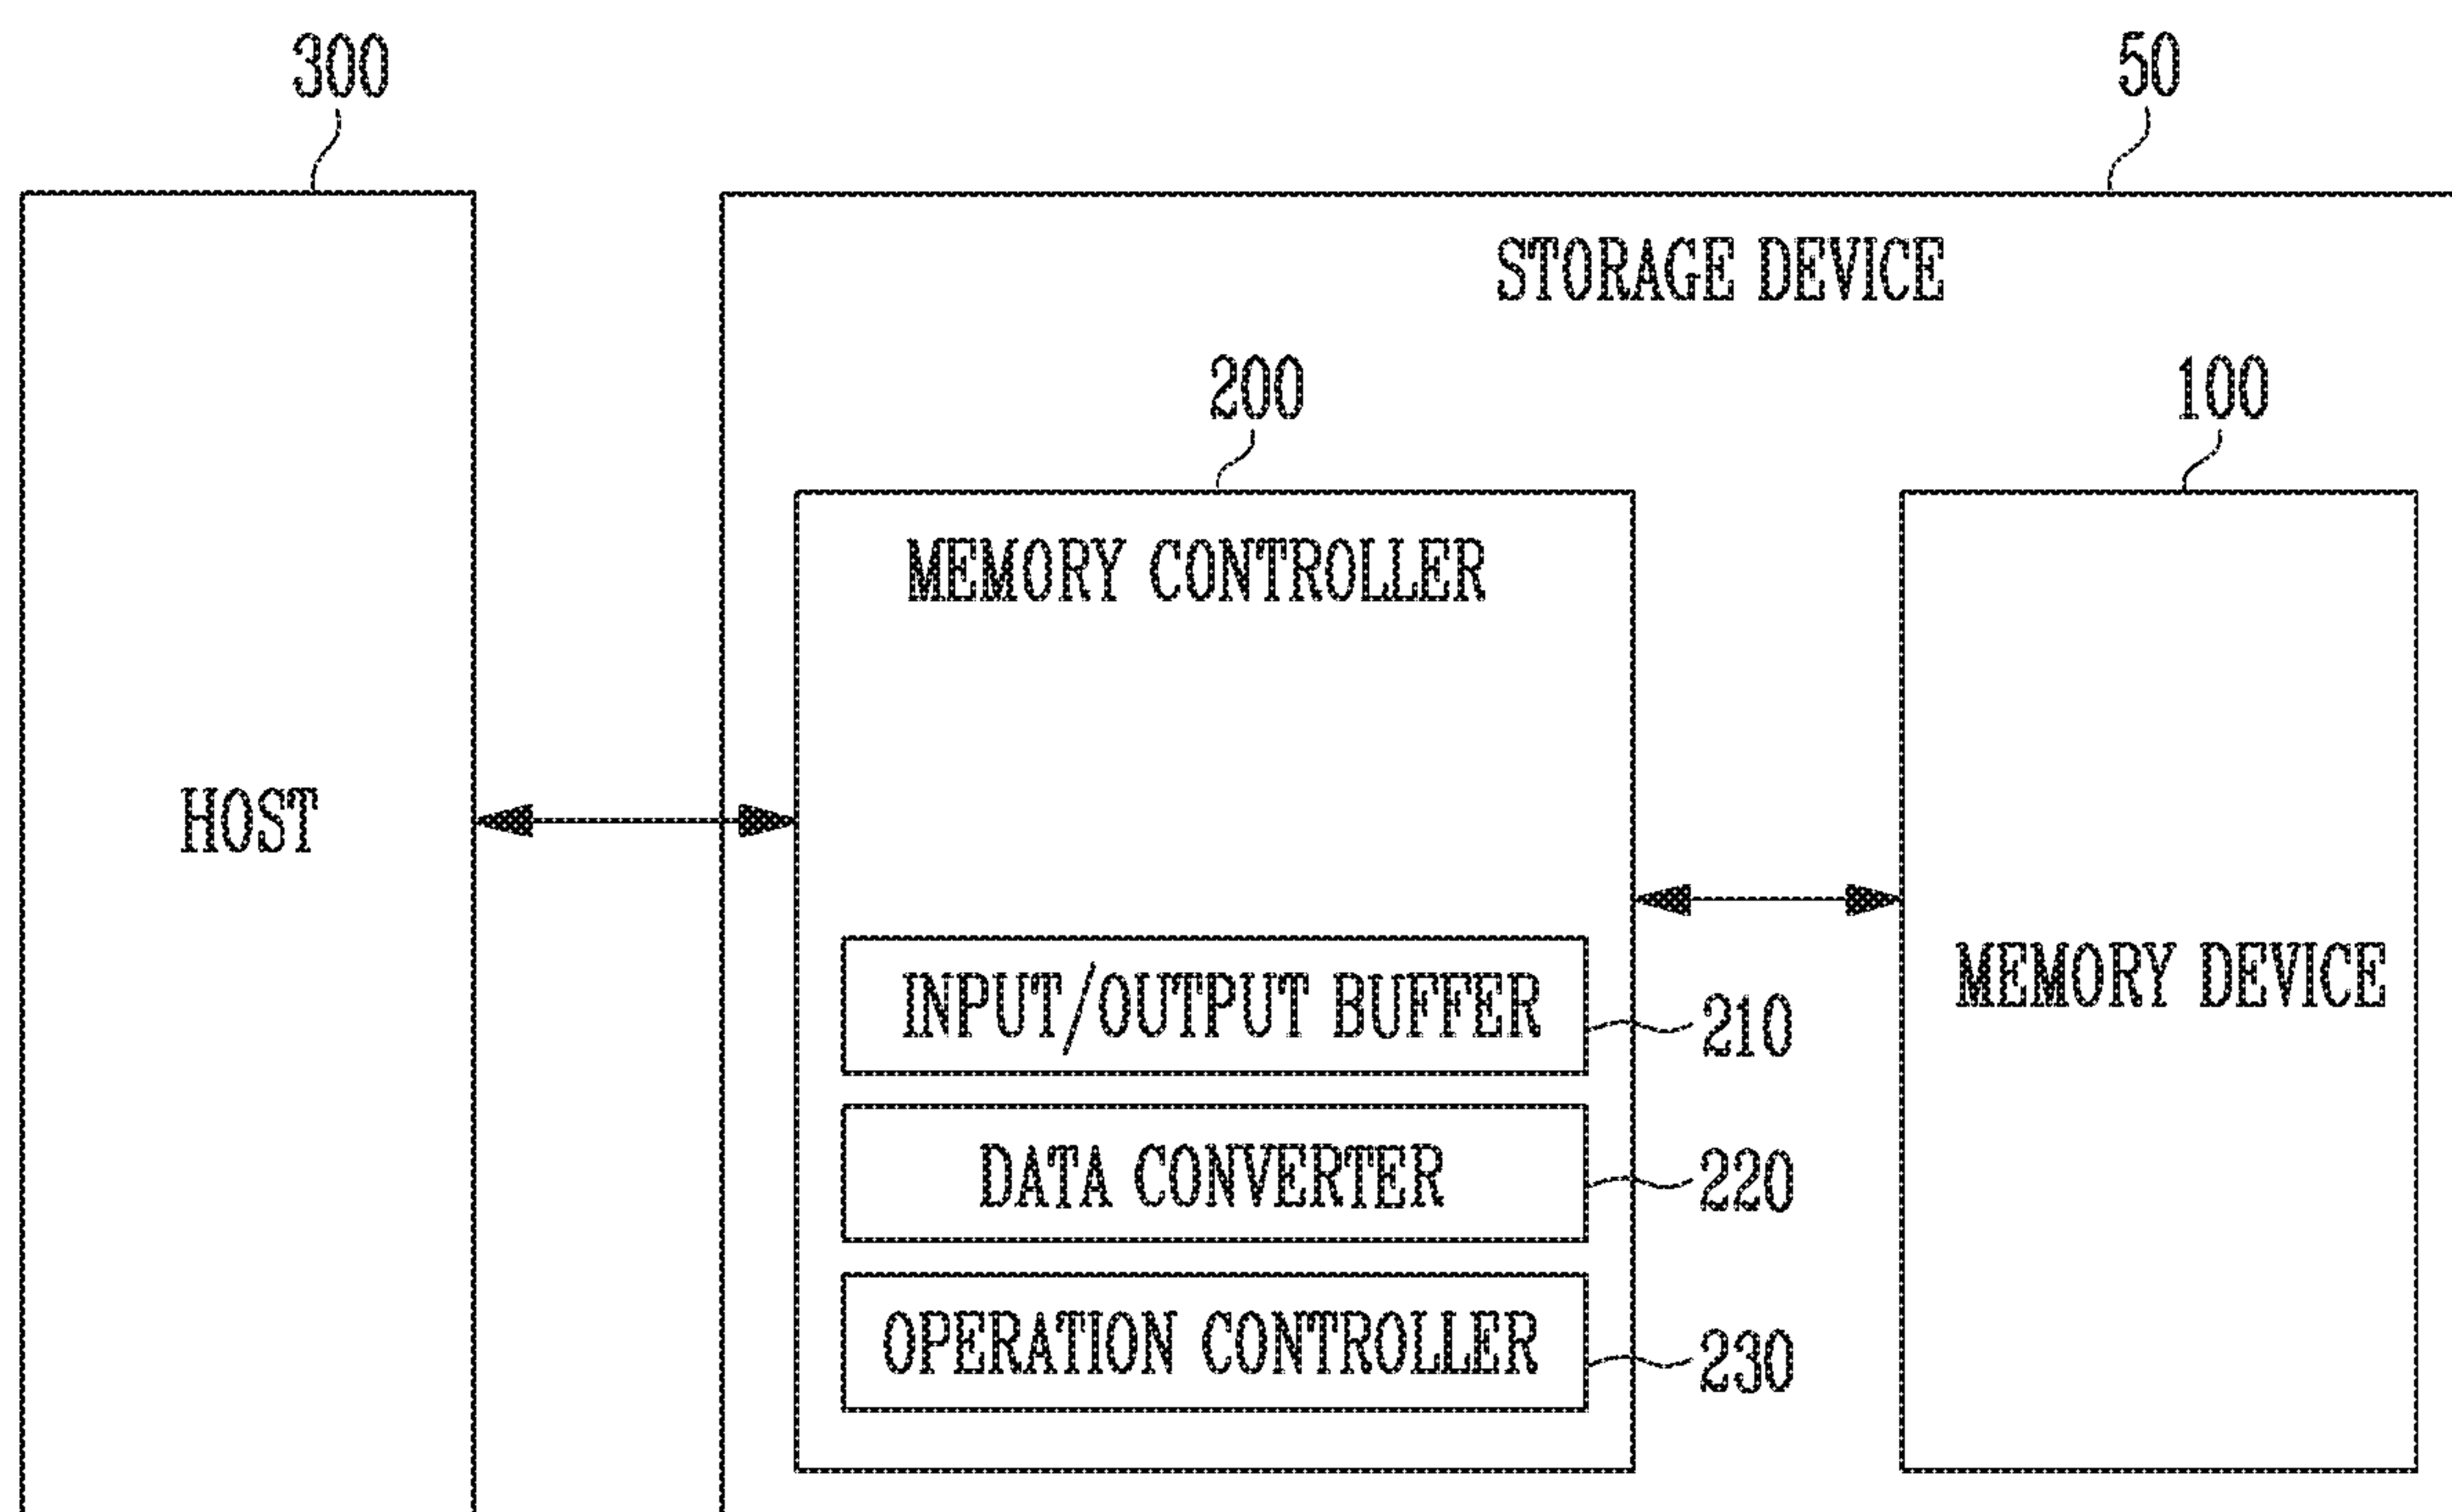 300
50
STORAGE DEVICE
200
100
MEMORY CONTROLLER
HOST
MEMORY DEVICE
INPUT/OUTPUT BUFFER
210
DATA CONVERTER
220
OPERATION CONTROLLER
230